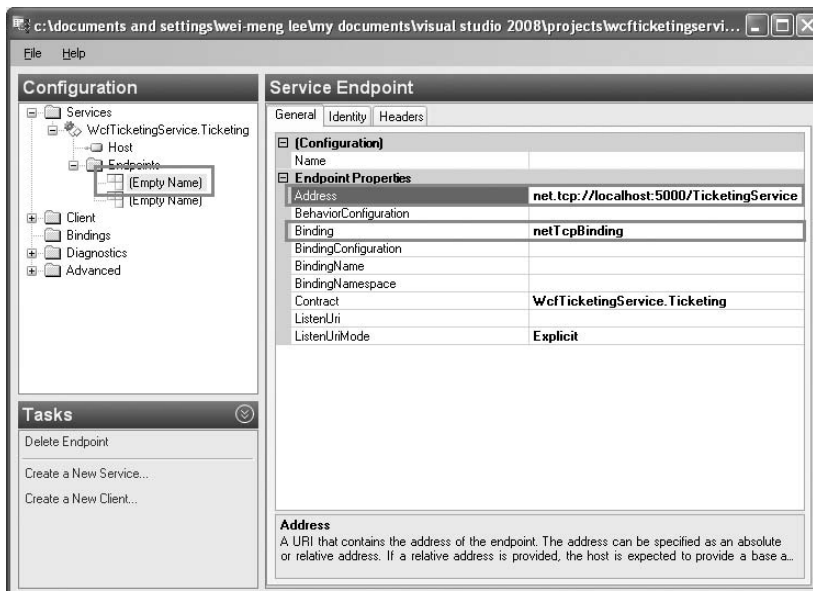 c:\documents and settings\wei-meng lee\my documents\visual studio 2008\projects\wcfticketingservi...
File Help
Configuration
Services
WcfTicketingService.Ticketing
Host
Endpoints
(Empty Name)
(Empty Name)
Client
Bindings
Diagnostics
Advanced
Tasks
Delete Endpoint
Create a New Service...
Create a New Client...
Service Endpoint
General Identity Headers
(Configuration)
Name
Endpoint Properties
Address net.tcp://localhost:5000/TicketingService
BehaviorConfiguration
Binding netTcpBinding
BindingConfiguration
BindingName
BindingNamespace
Contract WcfTicketingService.Ticketing
ListenUri
ListenUriMode Explicit
Address
A URI that contains the address of the endpoint. The address can be specified as an absolute
or relative address. If a relative address is provided, the host is expected to provide a base a...